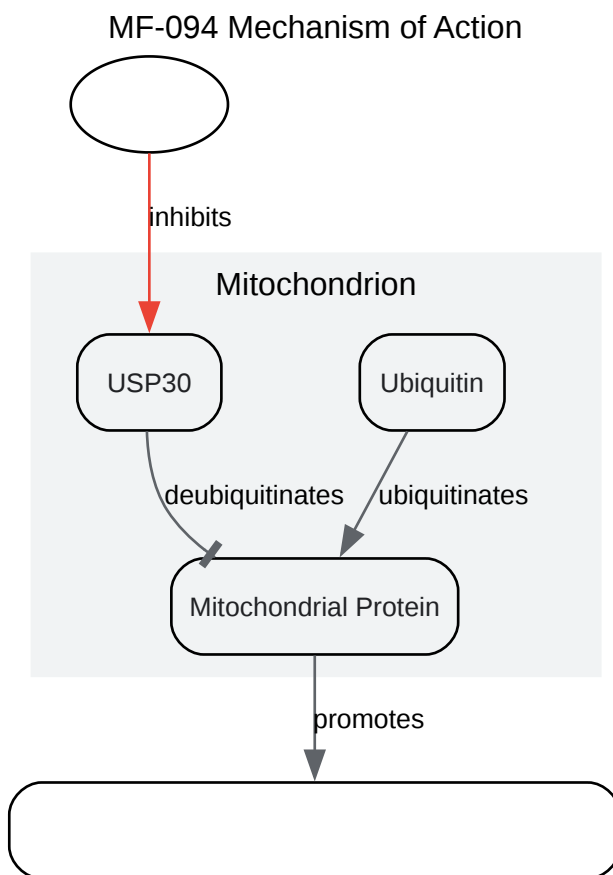 MF-094 Mechanism of Action
inhibits
Mitochondrion
USP30
Ubiquitin
deubiquitinates
ubiquitinates
Mitochondrial Protein
promotes